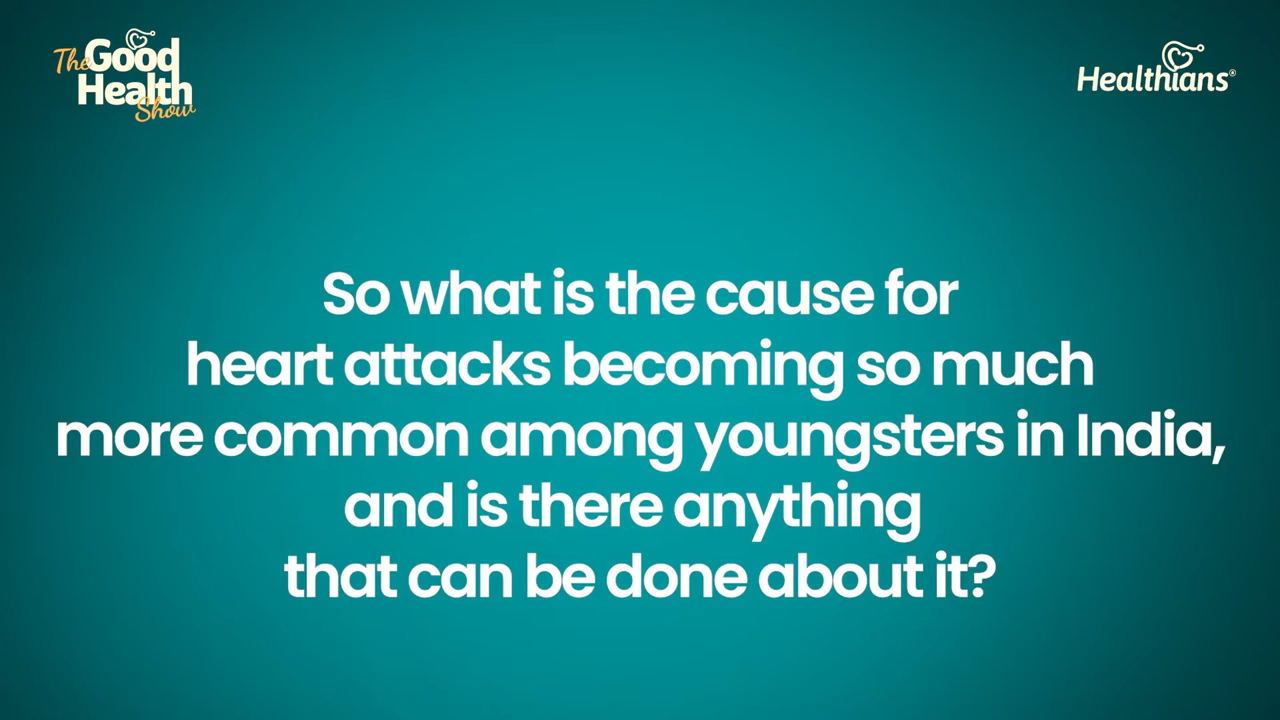 The Good
Health
Show
Healthians®
So what is the cause for
heart attacks becoming so much
more common among youngsters in India,
and is there anything
that can be done about it?